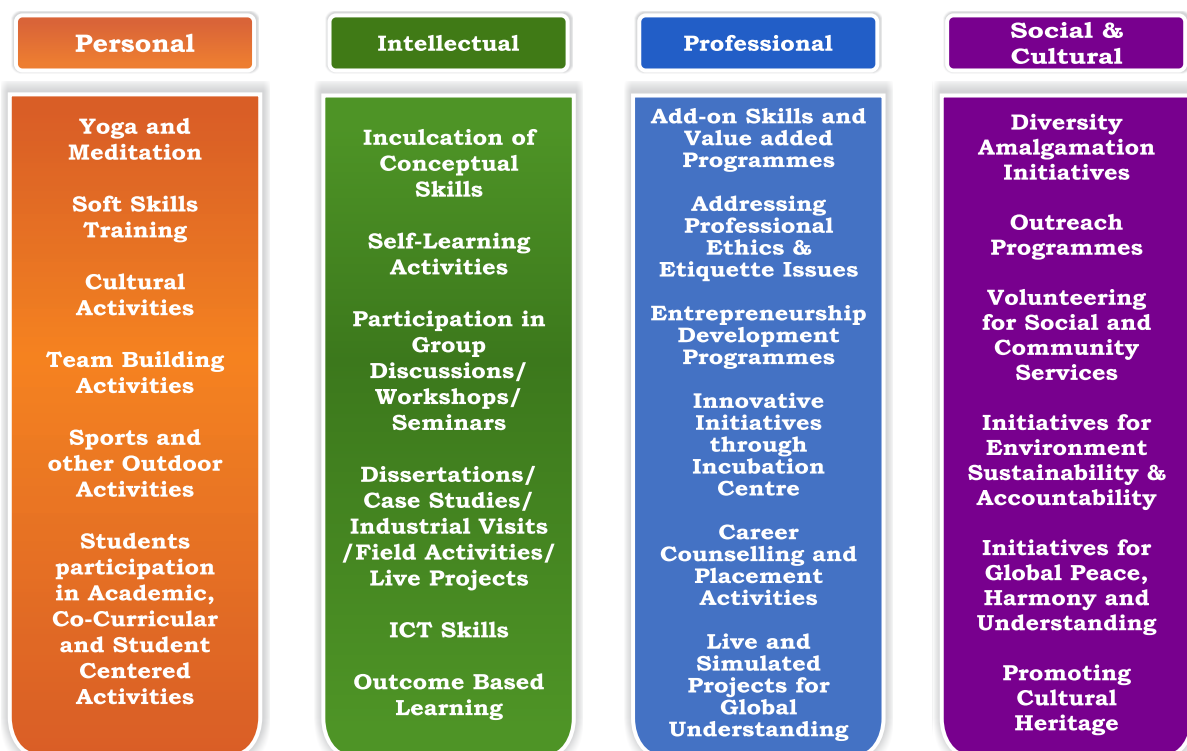 Personal
Yoga and
Meditation
Soft Skills
Training
Cultural
Activities
Team Building
Activities
Sports and
other Outdoor
Activities
Students
participation
in Academic,
Co-Curricular
and Student
Centered
Activities
Intellectual
Inculcation of
Conceptual
Skills
Self-Learning
Activities
Participation in
Group
Discussions/
Workshops/
Seminars
Dissertations/
Case Studies/
Industrial Visits
/Field Activities/
Live Projects
ICT Skills
Outcome Based
Learning
Professional
Add-on Skills and
Value added
Programmes
Addressing
Professional
Ethics &
Etiquette Issues
Entrepreneurship
Development
Programmes
Innovative
Initiatives
through
Incubation
Centre
Career
Counselling and
Placement
Activities
Live and
Simulated
Projects for
Global
Understanding
Social &
Cultural
Diversity
Amalgamation
Initiatives
Outreach
Programmes
Volunteering
for Social and
Community
Services
Initiatives for
Environment
Sustainability &
Accountability
Initiatives for
Global Peace,
Harmony and
Understanding
Promoting
Cultural
Heritage